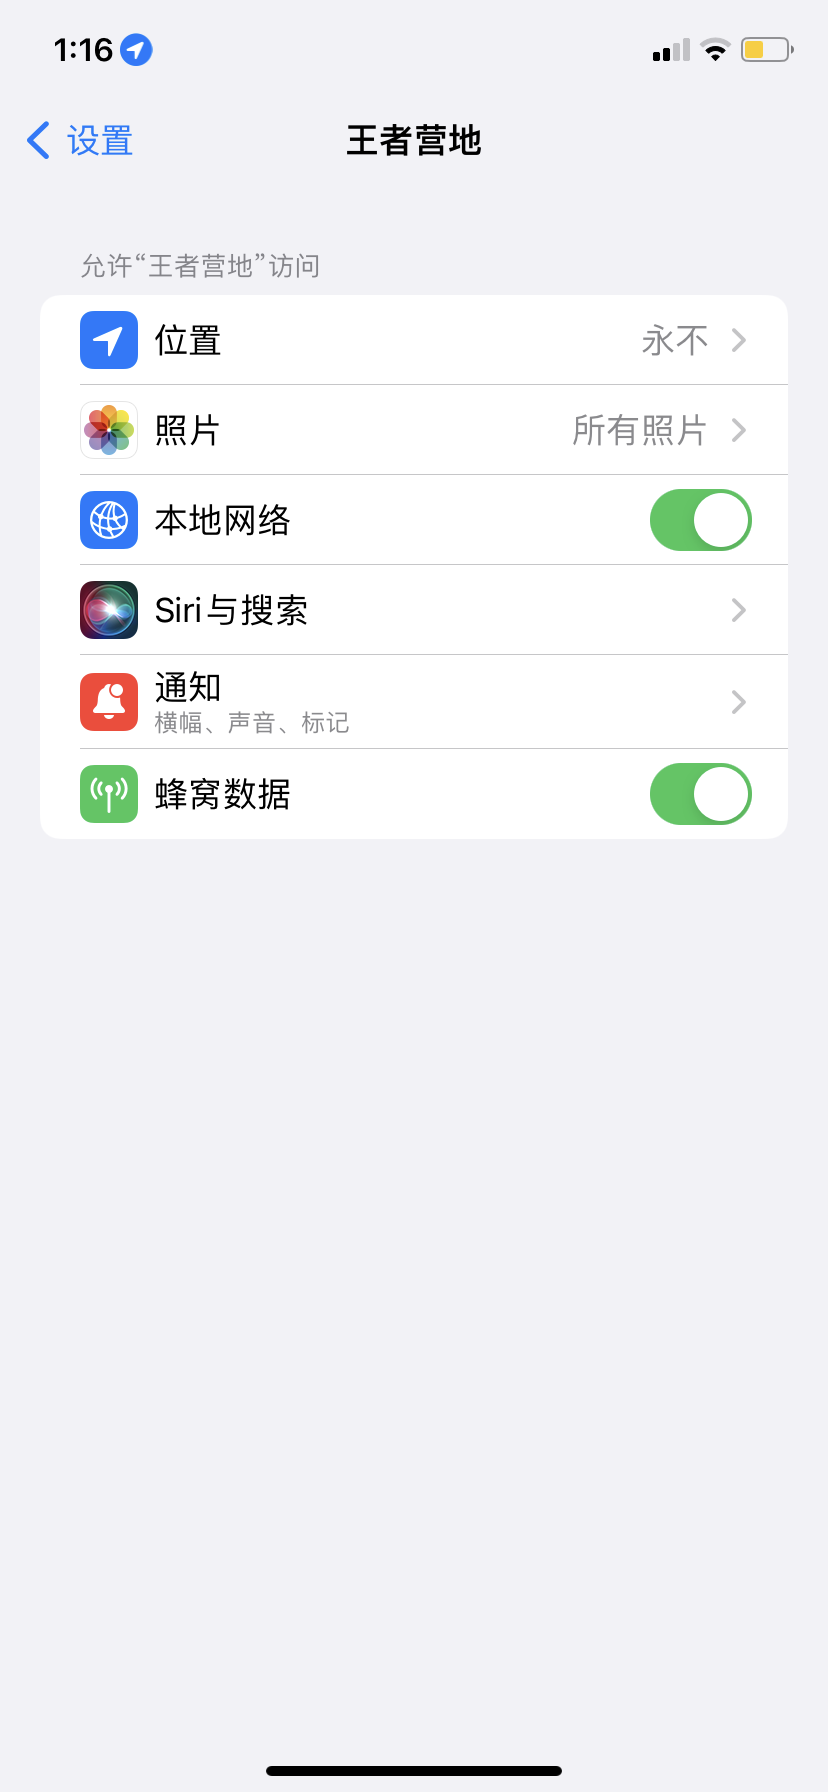 1:16
设置
王者营地
允许“王者营地”访问
位置
永不
照片
所有照片
本地网络
Siri与搜索
通知
横幅、声音、标记
蜂窝数据